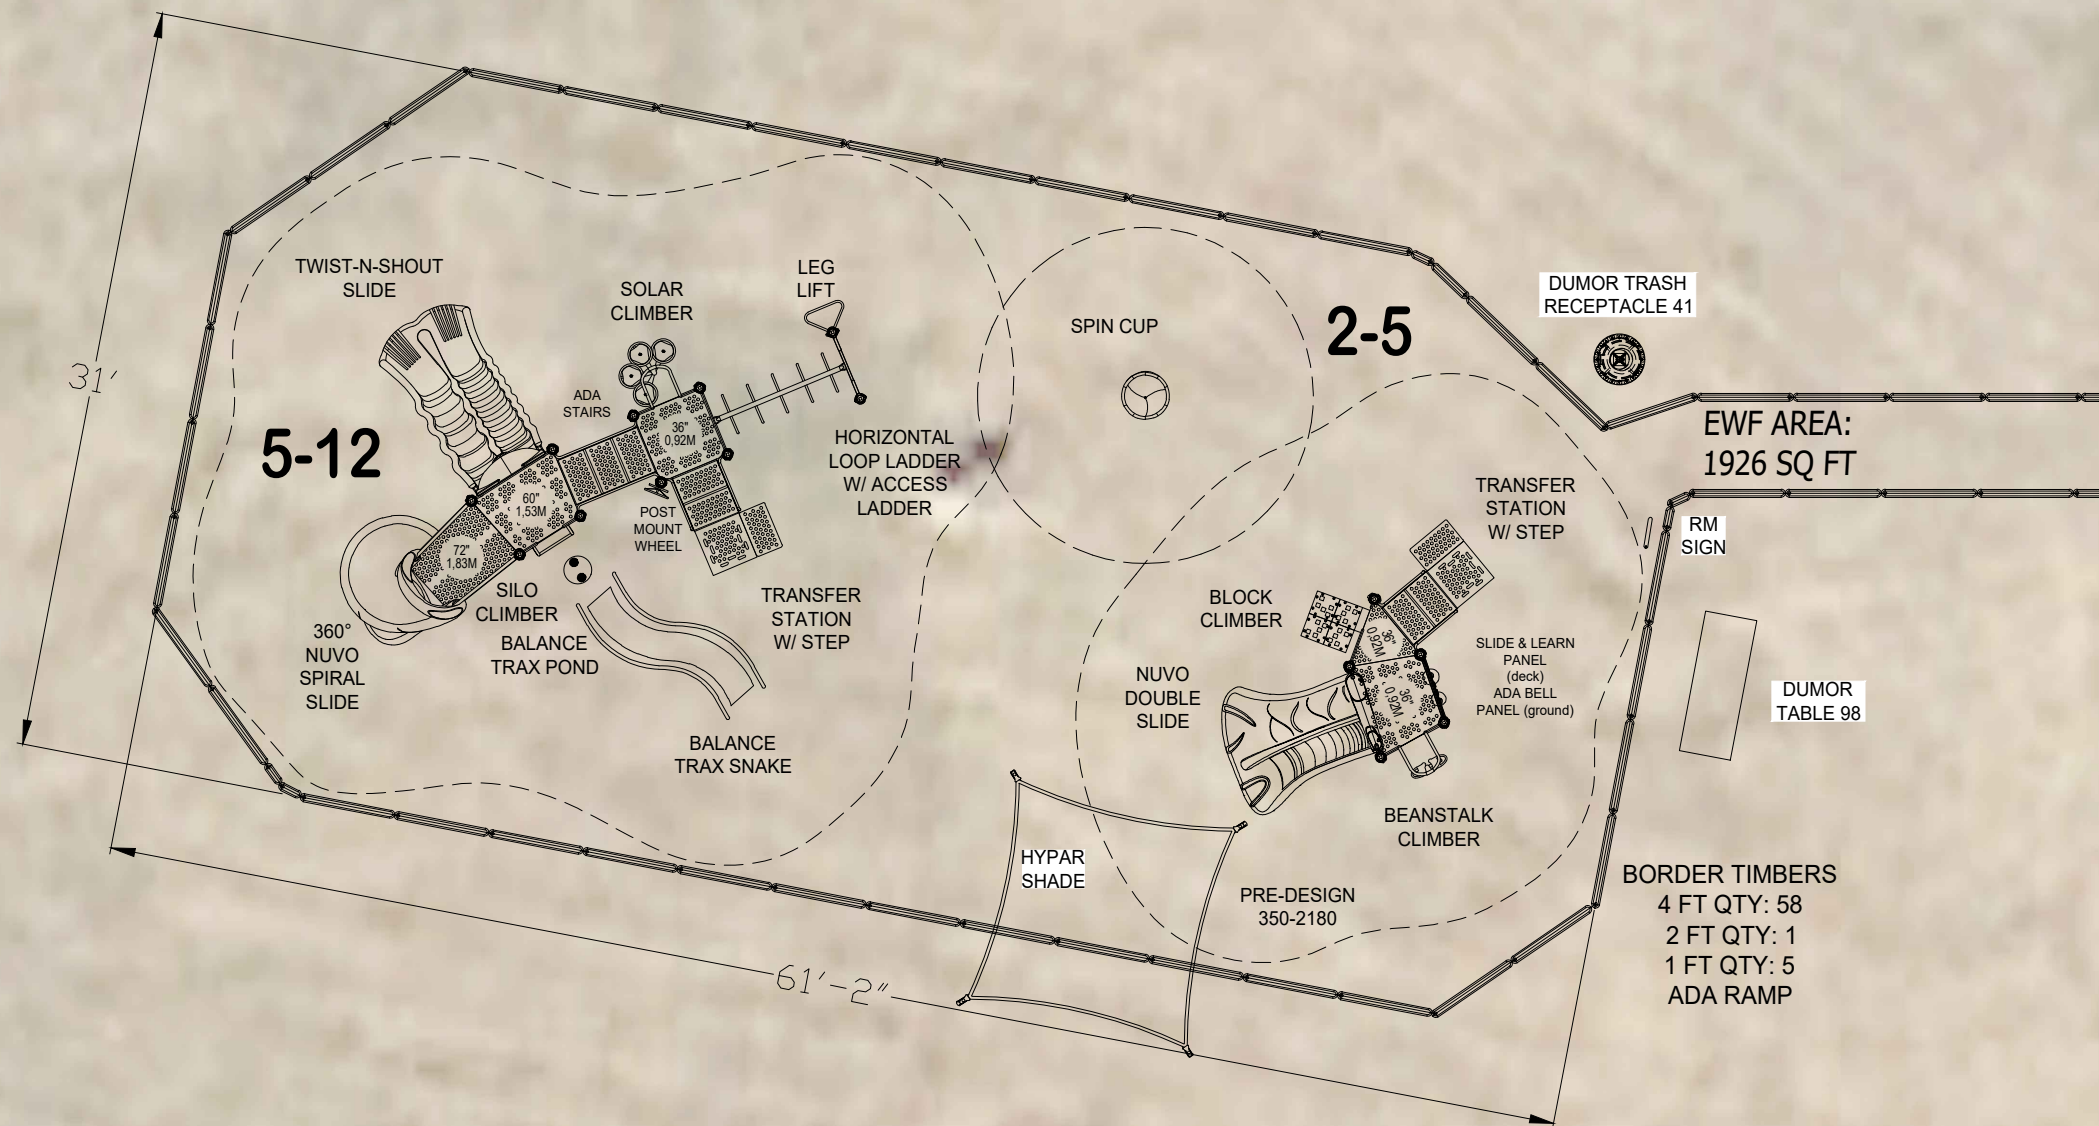 TWIST-N-SHOUT
SLIDE
SOLAR
CLIMBER
LEG
LIFT
SPIN CUP
2-5
DUMOR TRASH
RECEPTACLE 41
31'
5-12
ADA
STAIRS
36"
0,92M
HORIZONTAL
LOOP LADDER
W/ ACCESS
LADDER
EWF AREA:
1926 SQ FT
60"
1,53M
72"
1,83M
POST
MOUNT
WHEEL
TRANSFER
STATION
W/ STEP
RM
SIGN
SILO
CLIMBER
BALANCE
TRAX POND
TRANSFER
STATION
W/ STEP
BLOCK
CLIMBER
36"
0,92M
36"
0,92M
SLIDE & LEARN
PANEL
(deck)
ADA BELL
PANEL (ground)
360°
NUVO
SPIRAL
SLIDE
NUVO
DOUBLE
SLIDE
DUMOR
TABLE 98
BALANCE
TRAX SNAKE
BEANSTALK
CLIMBER
HYPAR
SHADE
PRE-DESIGN
350-2180
BORDER TIMBERS
4 FT QTY: 58
2 FT QTY: 1
1 FT QTY: 5
ADA RAMP
61'-2"